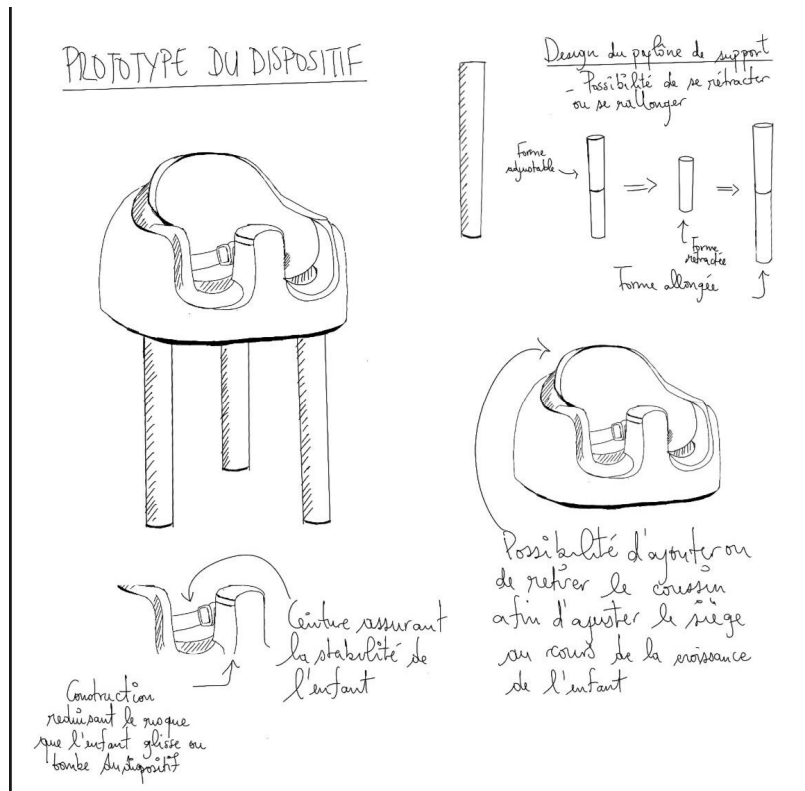 PROTOTYPE DU DISPOSITIF
Design du pylône de support
- Possibilité de se rétracter
ou se rallonger
Forme
adjustable
Forme
rétractée
Forme allongée
Possibilité d'ajouter ou
de retirer le coussin
afin d'ajuster le siège
au cours de la croissance
de l'enfant
Ceinture assurant
la stabilité de
l'enfant
Construction
reduisant le risque
que l'enfant glisse ou
tombe du dispositif